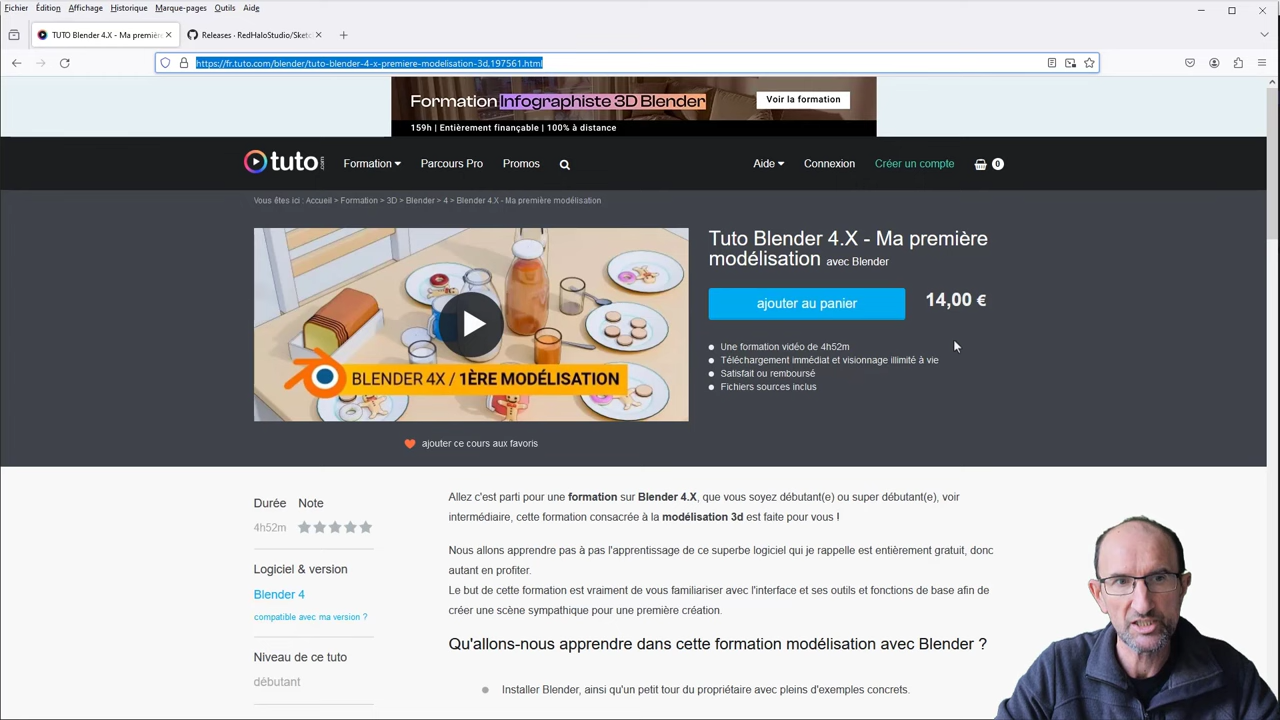 Fichier Édition Affichage Historique Marque-pages Outils Aide
TUTO Blender 4.X - Ma premièr
Releases · RedHaloStudio/Sketc
https://fr.tuto.com/blender/tuto-blender-4-x-premiere-modelisation-3d,197561.html
Formation Infographiste 3D Blender
Voir la formation
159h | Entièrement finançable | 100% à distance
tuto.com
Formation Parcours Pro Promos
Aide Connexion Créer un compte 0
Vous êtes ici : Accueil > Formation > 3D > Blender > 4 > Blender 4.X - Ma première modélisation
BLENDER 4X / 1ÈRE MODÉLISATION
ajouter ce cours aux favoris
Tuto Blender 4.X - Ma première
modélisation avec Blender
ajouter au panier 14,00 €
Une formation vidéo de 4h52m
Téléchargement immédiat et visionnage illimité à vie
Satisfait ou remboursé
Fichiers sources inclus
Durée Note
4h52m
Logiciel & version
Blender 4
compatible avec ma version ?
Niveau de ce tuto
débutant
Allez c'est parti pour une formation sur Blender 4.X, que vous soyez débutant(e) ou super débutant(e), voir
intermédiaire, cette formation consacrée à la modélisation 3d est faite pour vous !
Nous allons apprendre pas à pas l'apprentissage de ce superbe logiciel qui je rappelle est entièrement gratuit, donc
autant en profiter.
Le but de cette formation est vraiment de vous familiariser avec l'interface et ses outils et fonctions de base afin de
créer une scène sympathique pour une première création.
Qu'allons-nous apprendre dans cette formation modélisation avec Blender ?
Installer Blender, ainsi qu'un petit tour du propriétaire avec pleins d'exemples concrets.